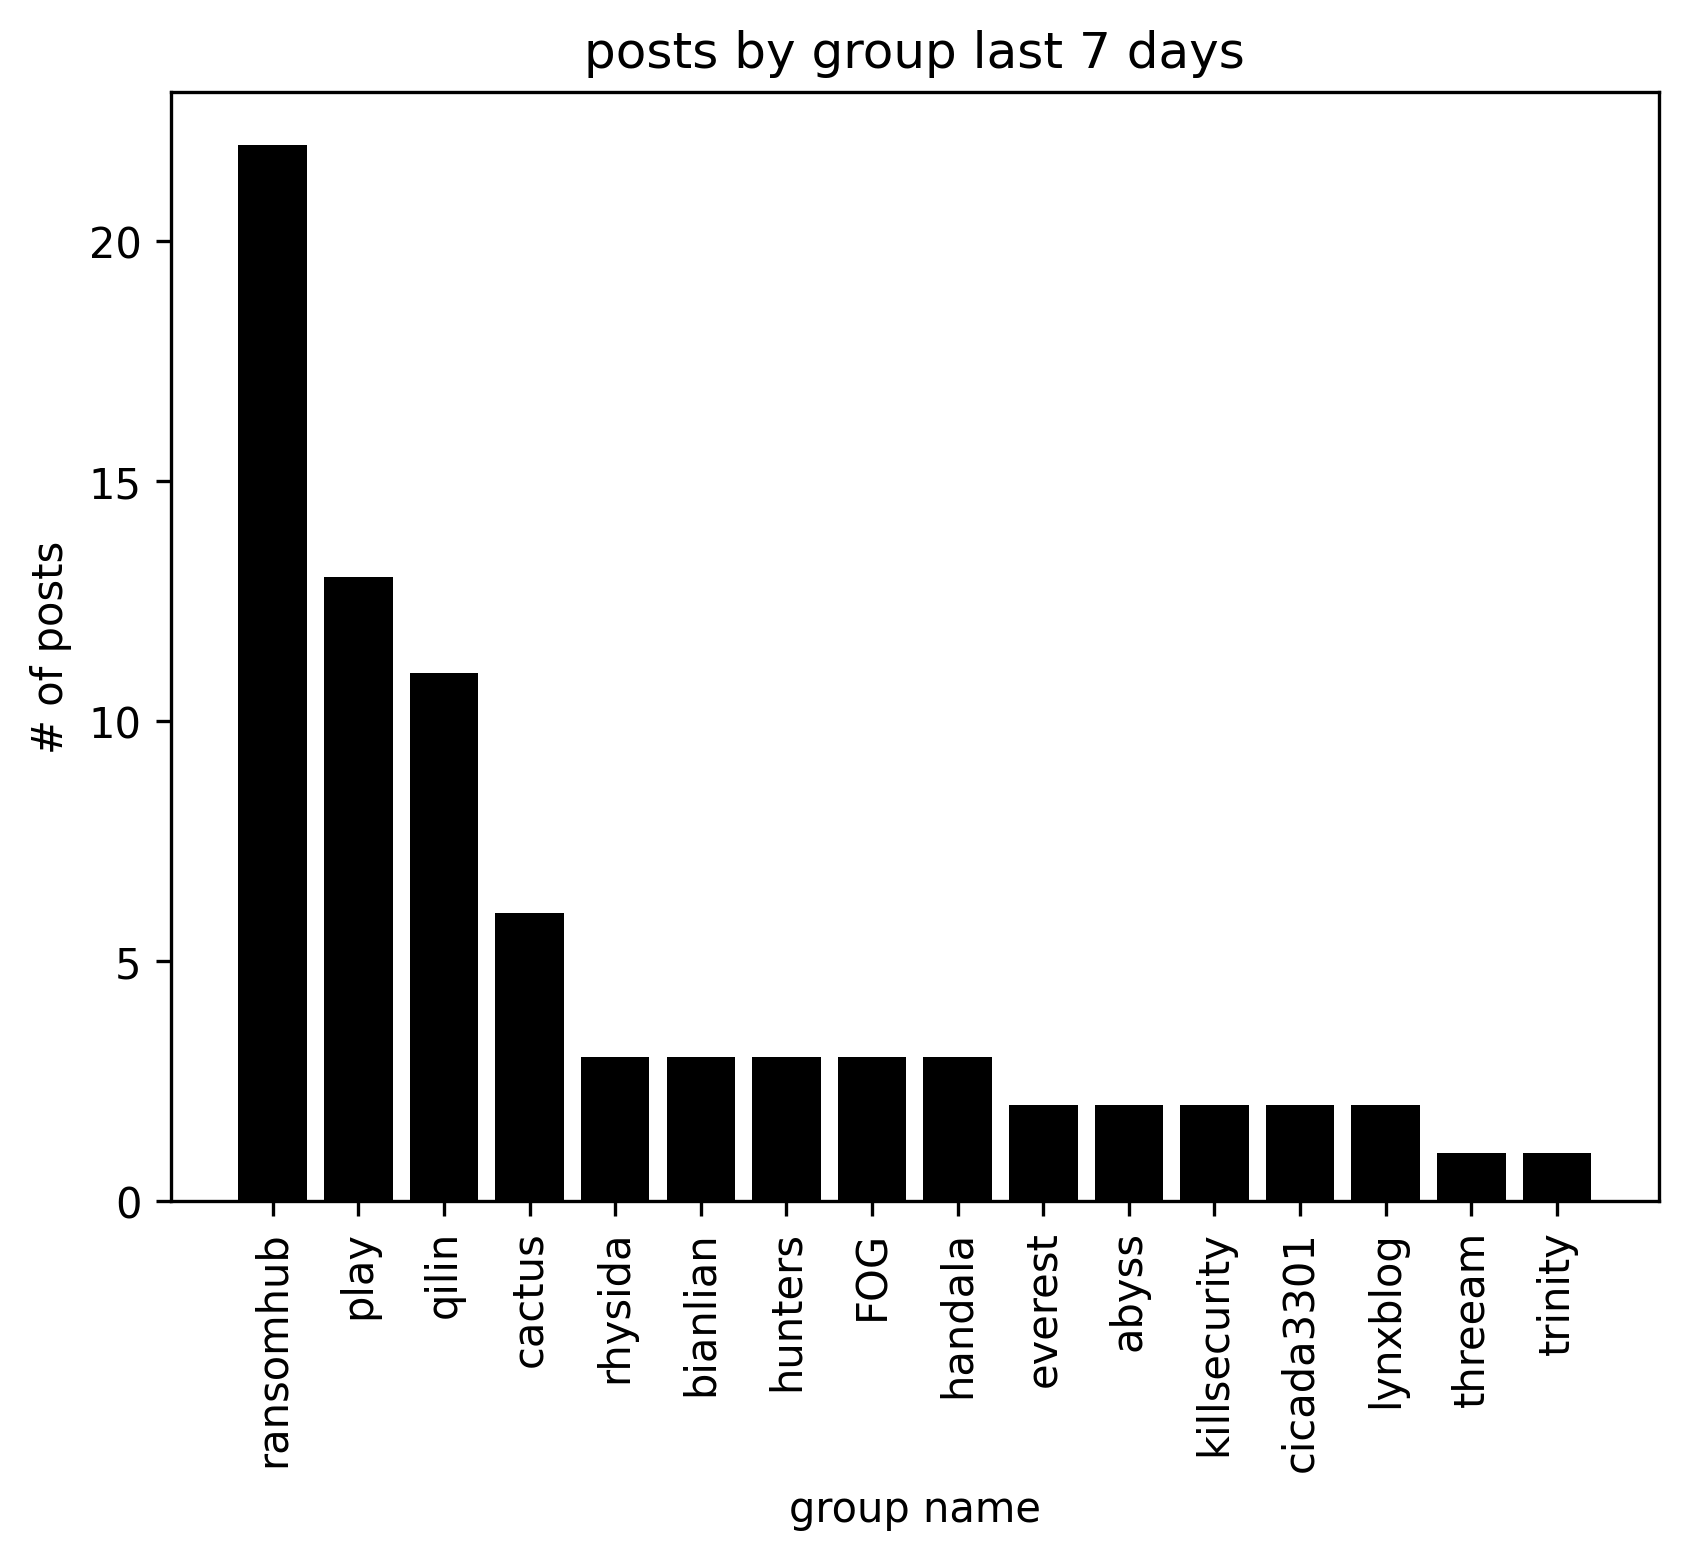 posts by group last 7 days
# of posts
20
15
10
5
0
ransomhub
play
qilin
cactus
rhysida
bianlian
hunters
FOG
handala
everest
abyss
killsecurity
cicada3301
lynxblog
threeam
trinity
group name